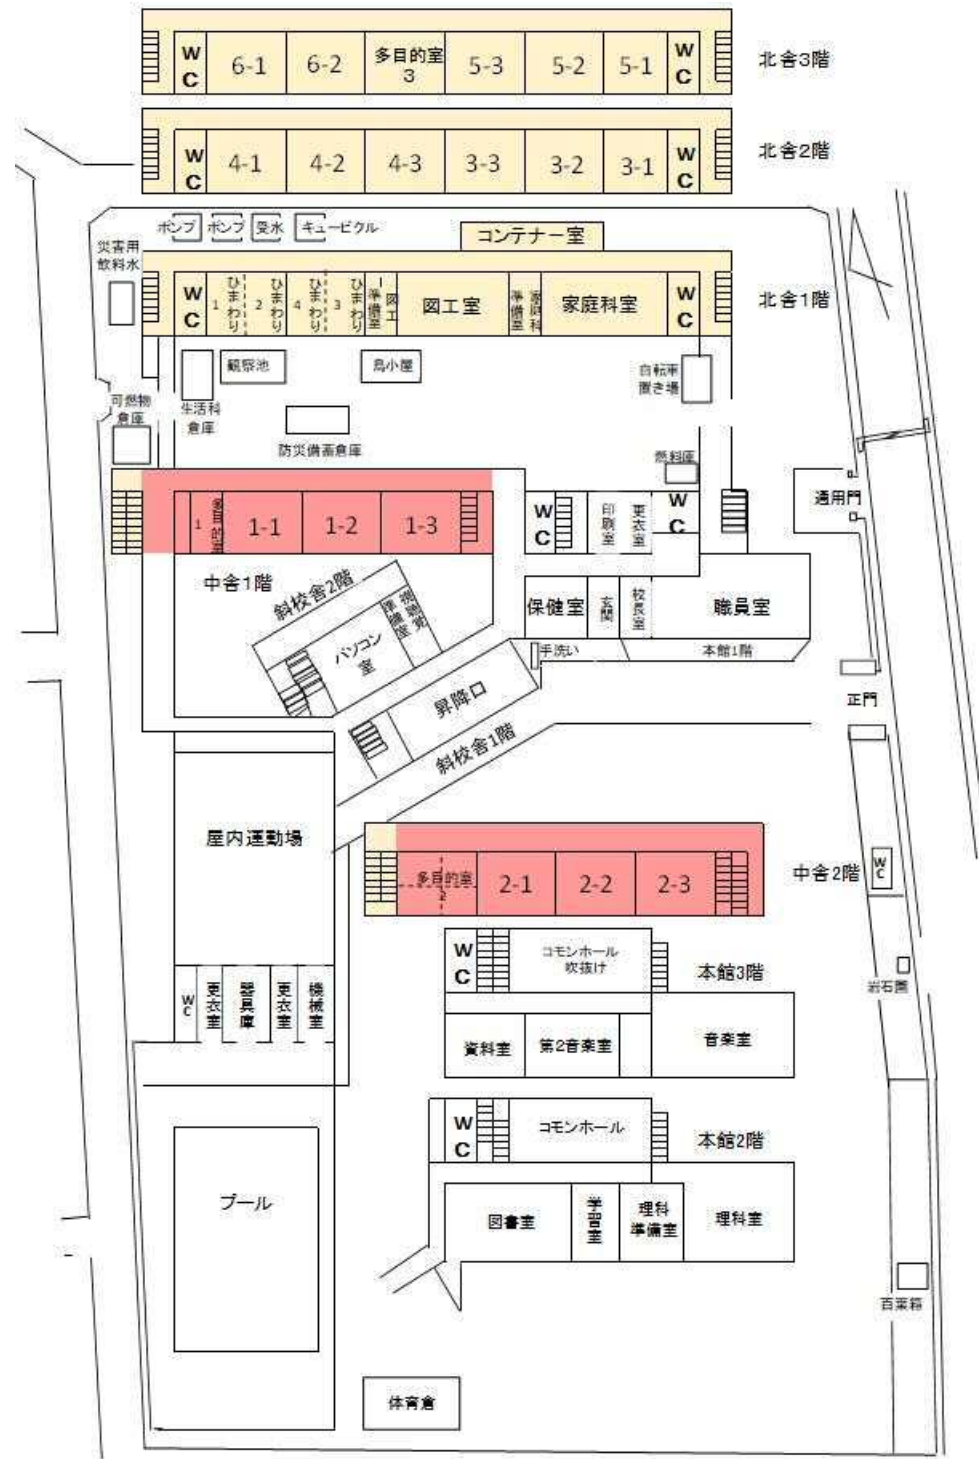 WC
6-1
6-2
多目的室
3
5-3
5-2
5-1
WC
北舎3階
WC
4-1
4-2
4-3
3-3
3-2
3-1
WC
北舎2階
ポンプ
ポンプ
受水
キュービクル
コンテナー室
災害用
飲料水
WC
1 ひまわり
2 ひまわり
4 ひまわり
3 ひまわり
図工
準備室
図工室
家庭科
準備室
家庭科室
WC
北舎1階
観察池
鳥小屋
自転車
置き場
可燃物
倉庫
生活科
倉庫
防災備蓄倉庫
燃料庫
通用門
多目的室
1
1-1
1-2
1-3
WC
印刷室
更衣室
WC
中舎1階
斜校舎2階
視聴覚
準備室
パソコン
室
保健室
玄関
校長室
職員室
手洗い
本館1階
昇降口
斜校舎1階
正門
屋内運動場
多目的室
2
2-1
2-2
2-3
中舎2階
WC
WC
コモンホール
吹抜け
本館3階
岩石園
WC
更衣室
器具庫
更衣室
機械室
資料室
第2音楽室
音楽室
WC
コモンホール
本館2階
プール
図書室
学習室
理科
準備室
理科室
百葉箱
体育倉